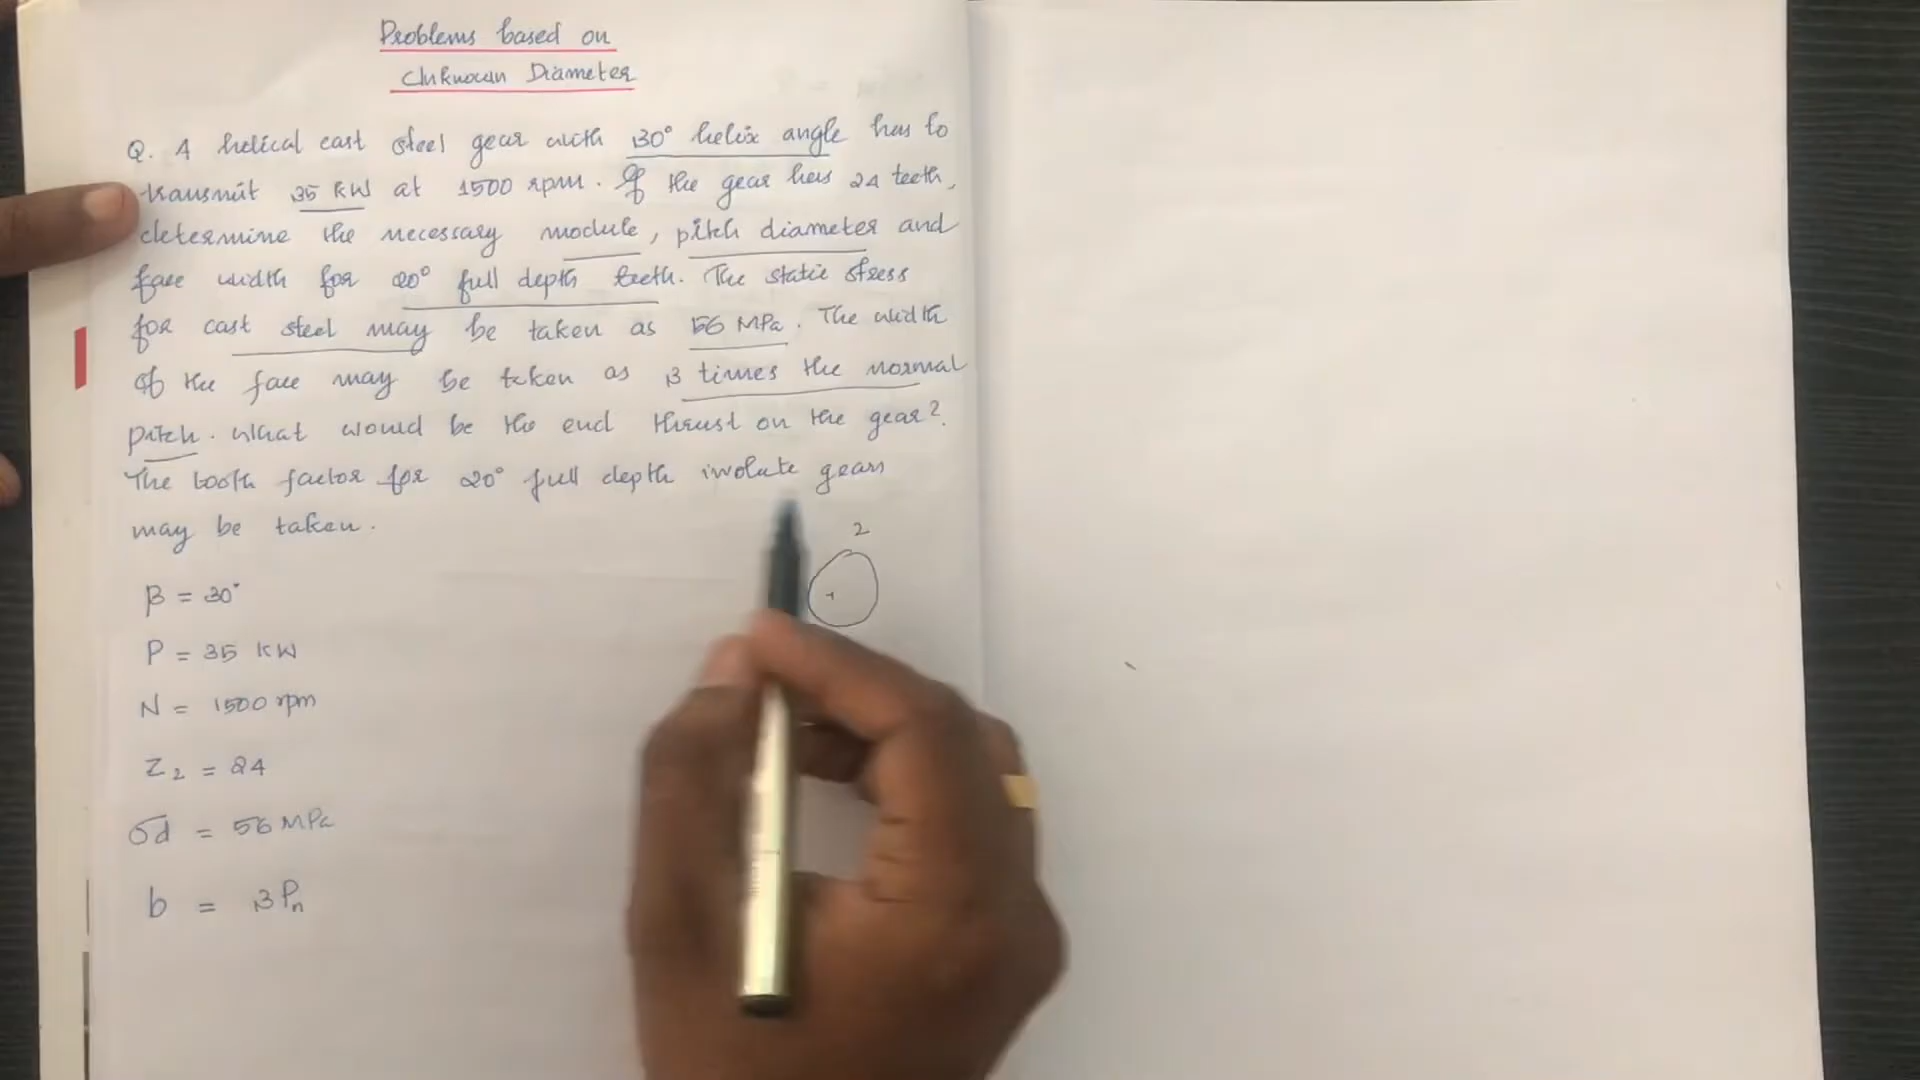 Problems based on
Unknown Diameter
Q. A helical cast steel gear with 30° helix angle has to
transmit 35 kW at 1500 rpm. If the gear has 24 teeth,
determine the necessary module, pitch diameter and
face width for 20° full depth teeth. The static stress
for cast steel may be taken as 56 MPa. The width
of the face may be taken as 3 times the normal
pitch. What would be the end thrust on the gear?
The tooth factor for 20° full depth involute gears
may be taken.
2
β = 30°
P = 35 kW
N = 1500 rpm
Z2 = 24
σd = 56 MPa
b = 3Pn